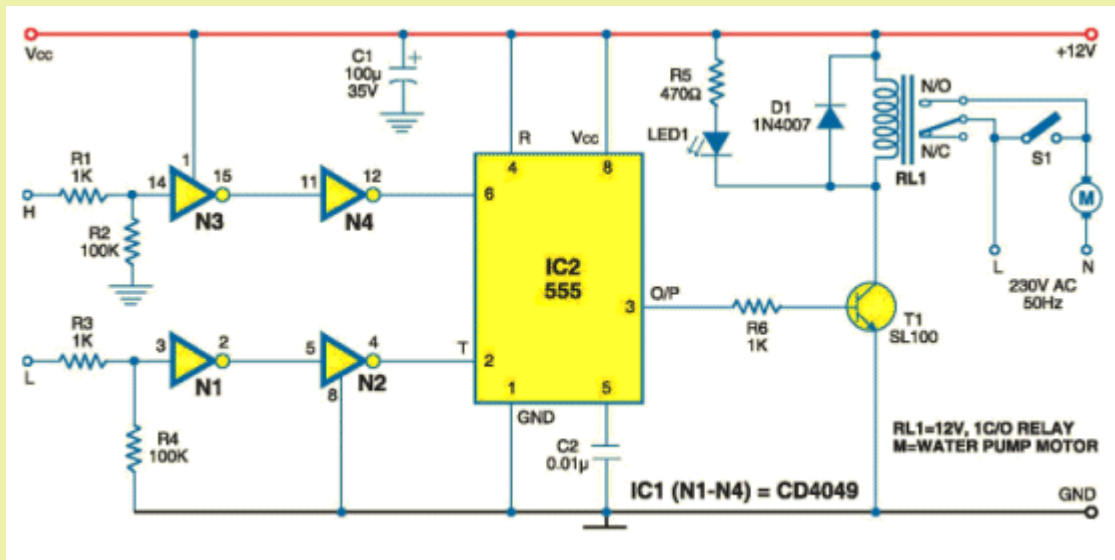 Vcc
+12V
C1
100µ
35V
R5
470Ω
D1
1N4007
LED1
N/O
N/C
S1
RL1
M
R
Vcc
4
8
R1
1K
1
14
15
11
12
6
H
N3
N4
R2
100K
IC2
555
L
N
230V AC
50Hz
3
O/P
R6
1K
T1
SL100
R3
1K
3
2
5
4
T
2
L
N1
8
N2
1
5
GND
R4
100K
C2
0.01µ
RL1=12V, 1C/O RELAY
M=WATER PUMP MOTOR
IC1 (N1-N4) = CD4049
GND